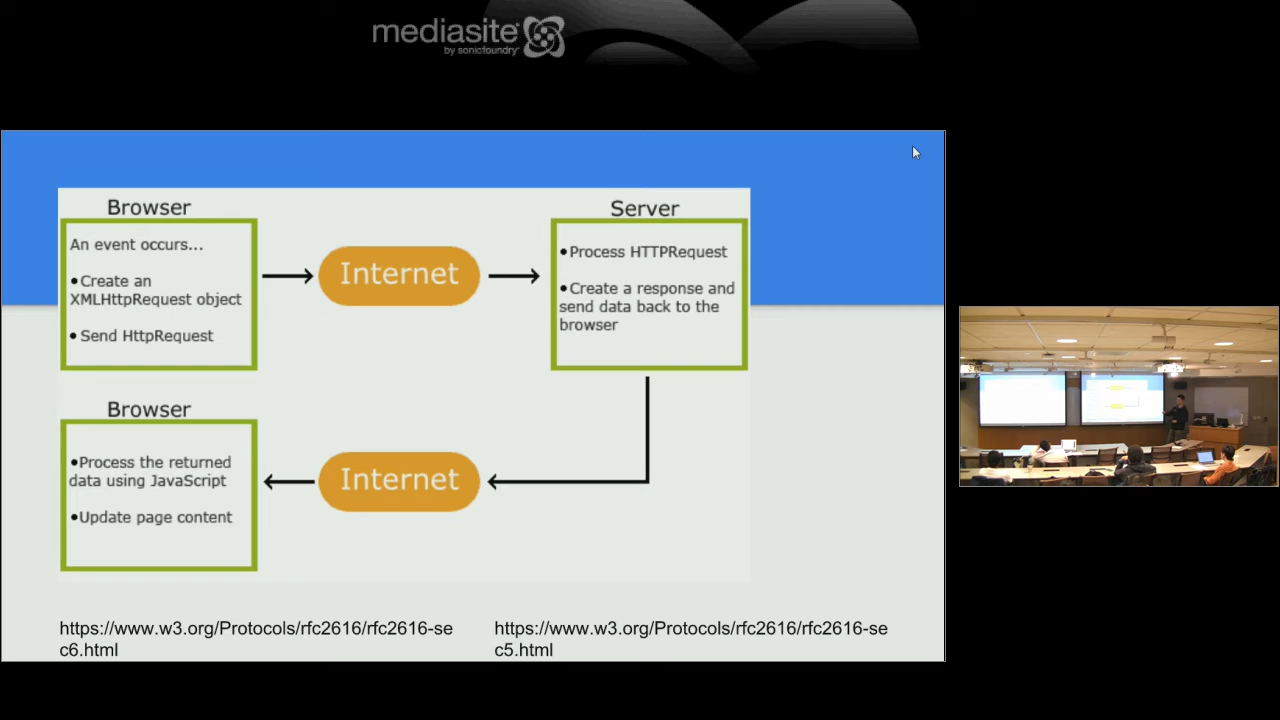 mediasite
by sonicfoundry
Browser
An event occurs...
•Create an
XMLHttpRequest object
• Send HttpRequest
Internet
Server
•Process HTTPRequest
•Create a response and
send data back to the
browser
Browser
•Process the returned
data using JavaScript
•Update page content
Internet
https://www.w3.org/Protocols/rfc2616/rfc2616-se
c6.html
https://www.w3.org/Protocols/rfc2616/rfc2616-se
c5.html